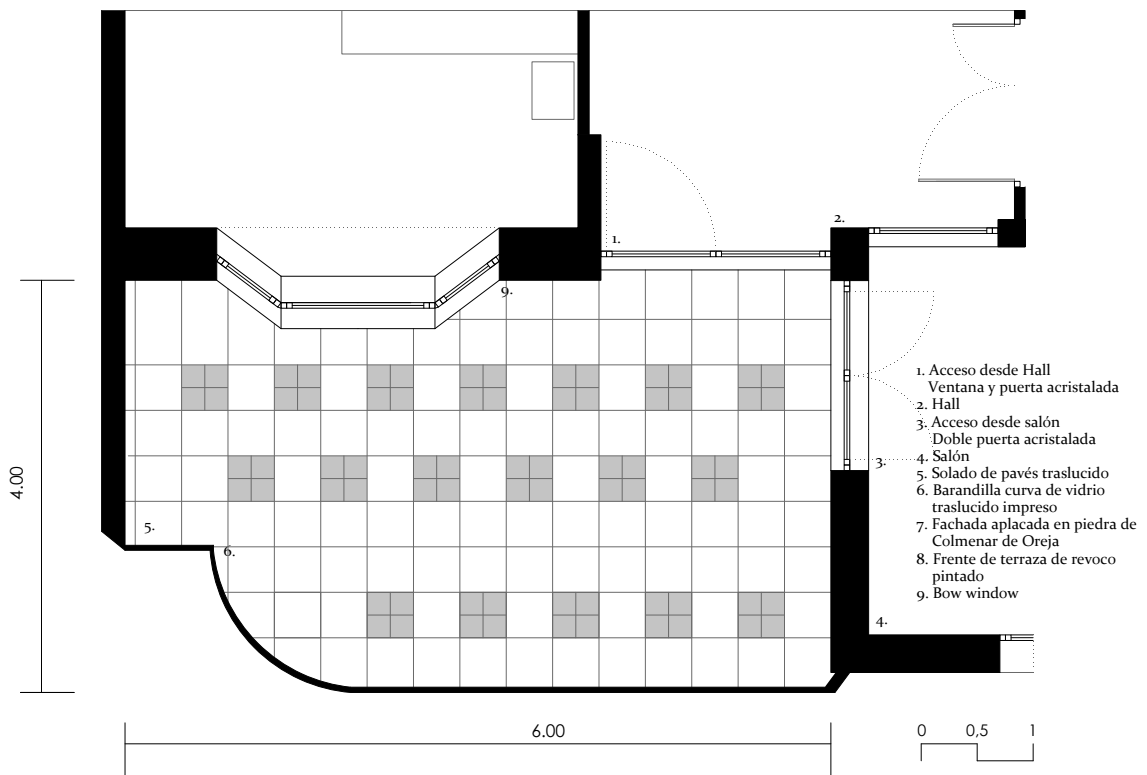 2.
1.
9.
1. Acceso desde Hall
Ventana y puerta acristalada
2. Hall
3. Acceso desde salón
Doble puerta acristalada
4. Salón
5. Solado de pavés traslucido
6. Barandilla curva de vidrio
traslucido impreso
7. Fachada aplacada en piedra de
Colmenar de Oreja
8. Frente de terraza de revoco
pintado
9. Bow window
3.
4.00
5.
6.
4.
6.00
0 0,5 1